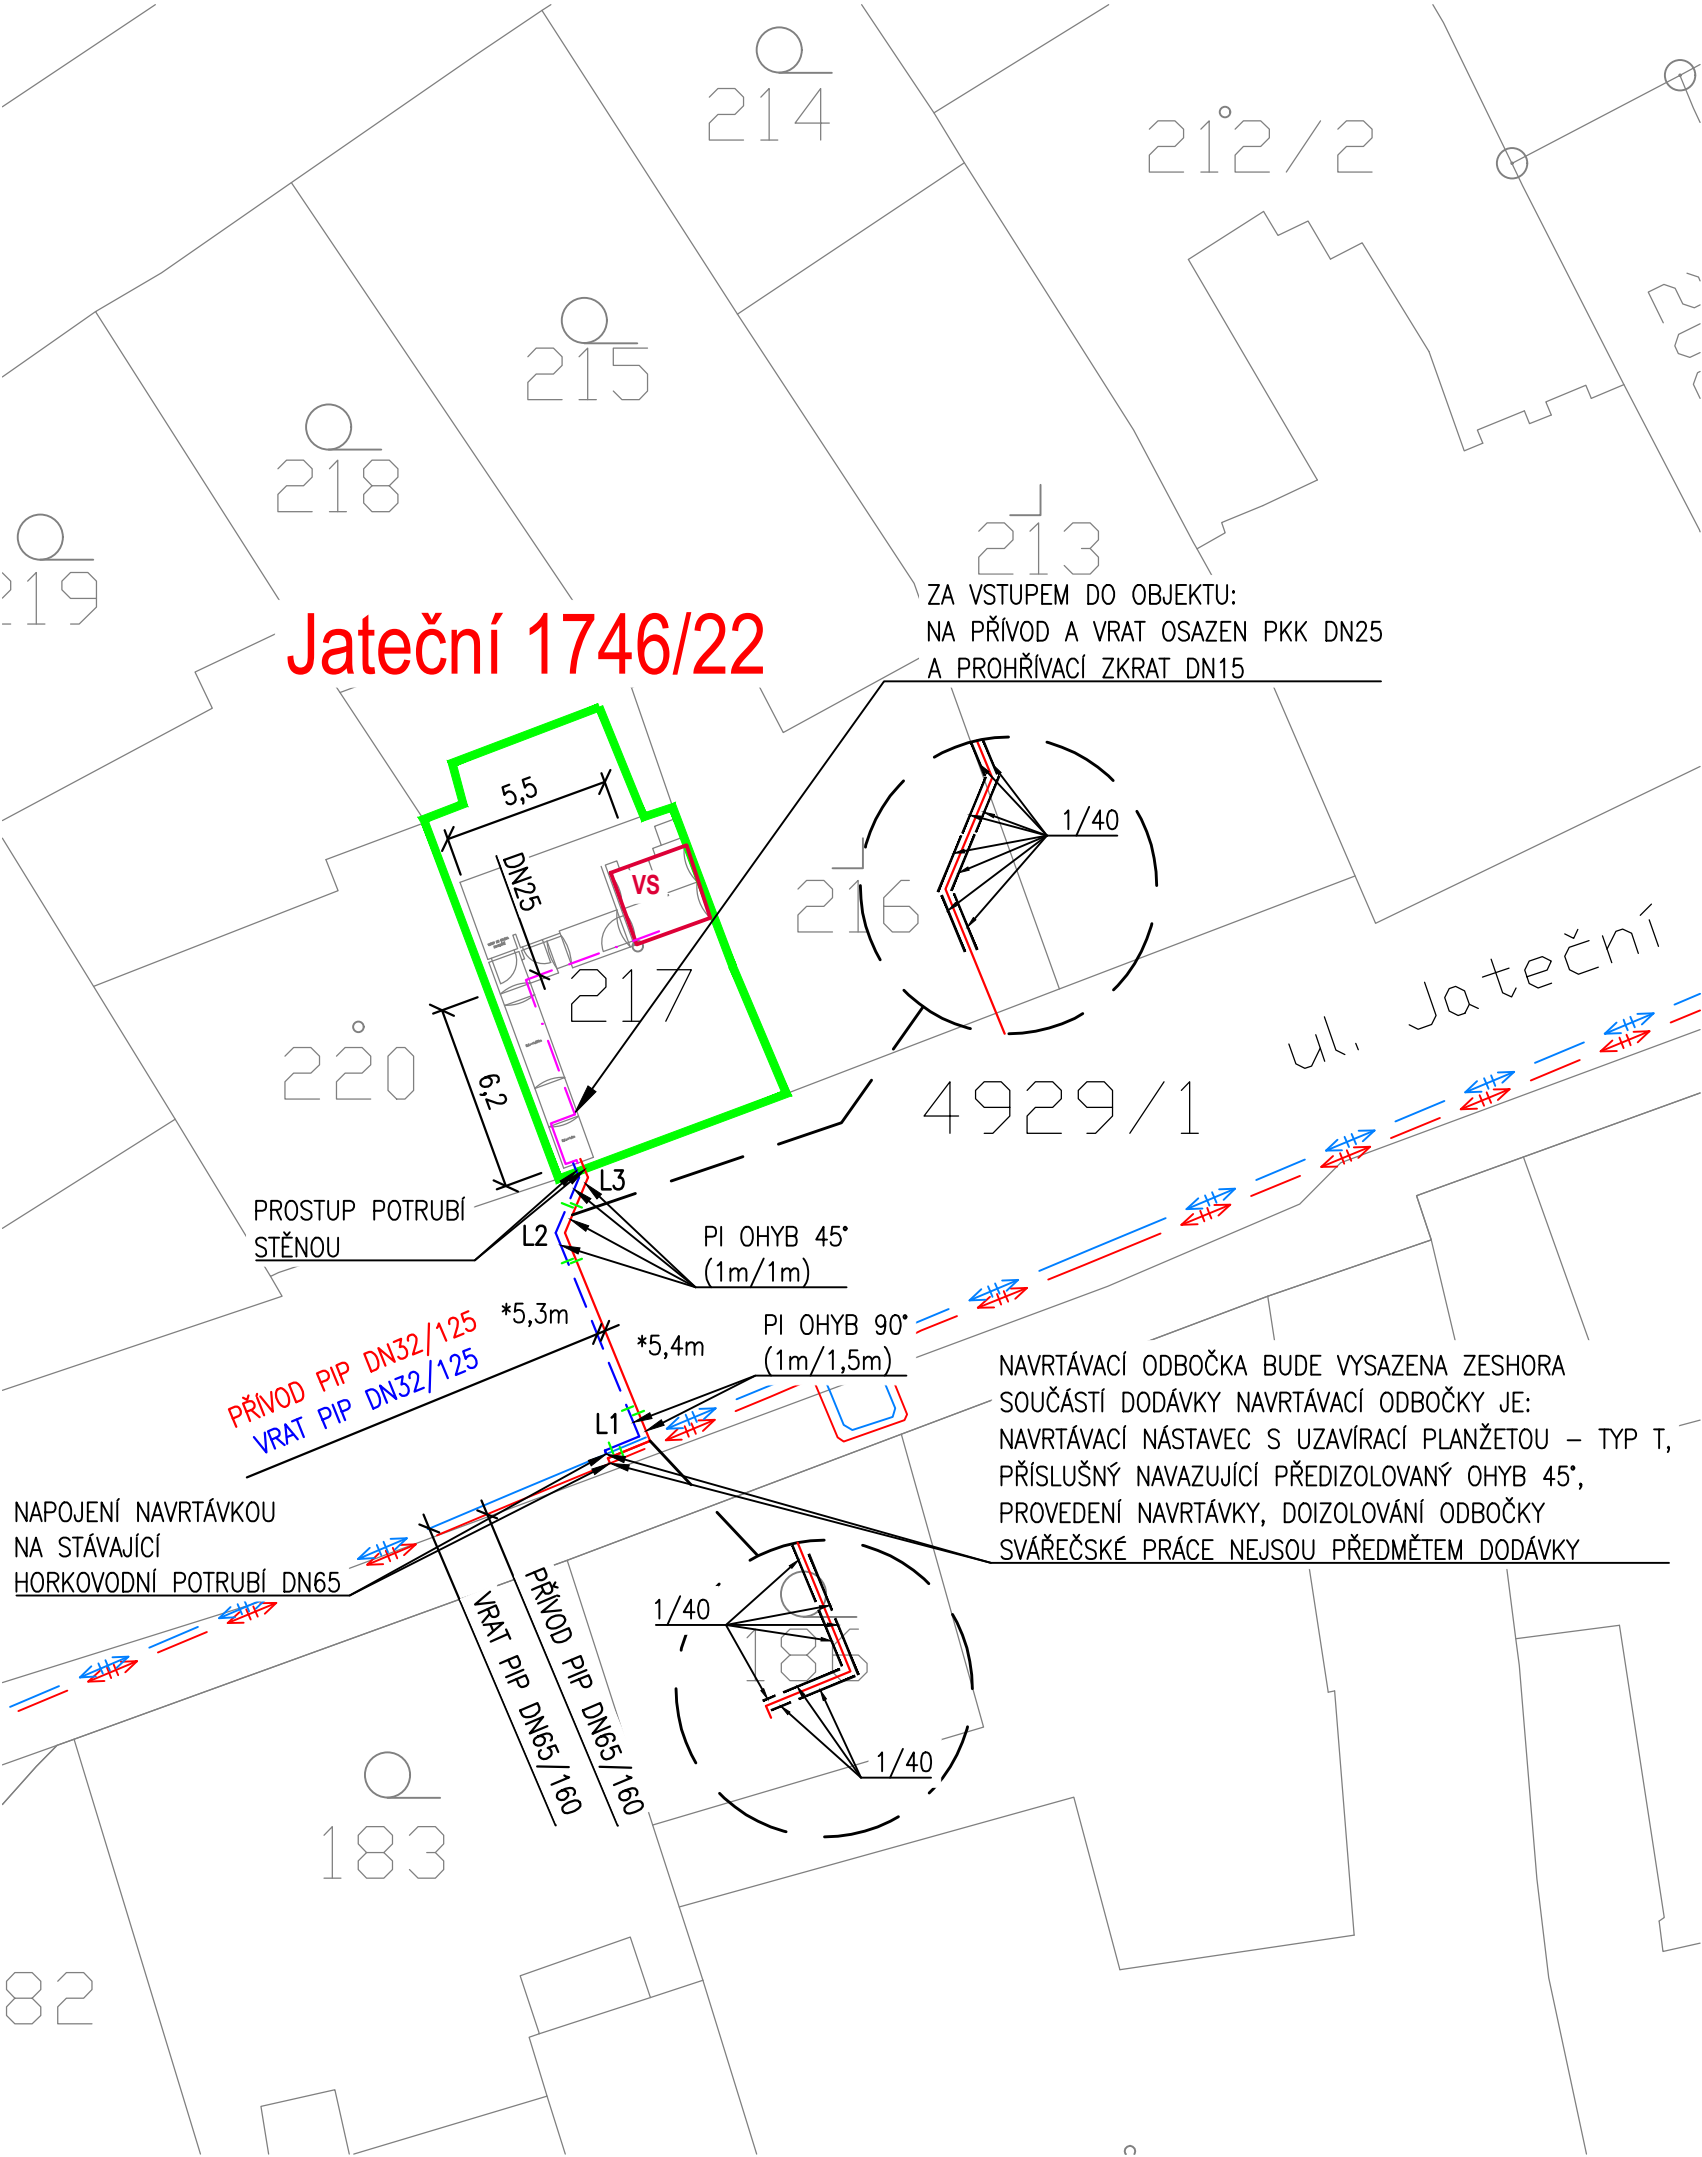 214
212/2
215
218
213
219
ZA VSTUPEM DO OBJEKTU:
NA PŘÍVOD A VRAT OSAZEN PKK DN25
A PROHŘÍVACÍ ZKRAT DN15
Jateční 1746/22
5,5
1/40
DN25
VS
216
217
ul. Jateční
220
6,2
4929/1
L3
PROSTUP POTRUBÍ
STĚNOU
L2
PI OHYB 45°
(1m/1m)
*5,3m
*5,4m
PI OHYB 90°
(1m/1,5m)
PŘÍVOD PIP DN32/125
VRAT PIP DN32/125
L1
NAVRTÁVACÍ ODBOČKA BUDE VYSAZENA ZESHORA
SOUČÁSTÍ DODÁVKY NAVRTÁVACÍ ODBOČKY JE:
NAVRTÁVACÍ NÁSTAVEC S UZAVÍRACÍ PLANŽETOU – TYP T,
PŘÍSLUŠNÝ NAVAZUJÍCÍ PŘEDIZOLOVANÝ OHYB 45°,
PROVEDENÍ NAVRTÁVKY, DOIZOLOVÁNÍ ODBOČKY
SVÁŘEČSKÉ PRÁCE NEJSOU PŘEDMĚTEM DODÁVKY
NAPOJENÍ NAVRTÁVKOU
NA STÁVAJÍCÍ
HORKOVODNÍ POTRUBÍ DN65
VRAT PIP DN65/160
PŘÍVOD PIP DN65/160
1/40
186
1/40
183
82